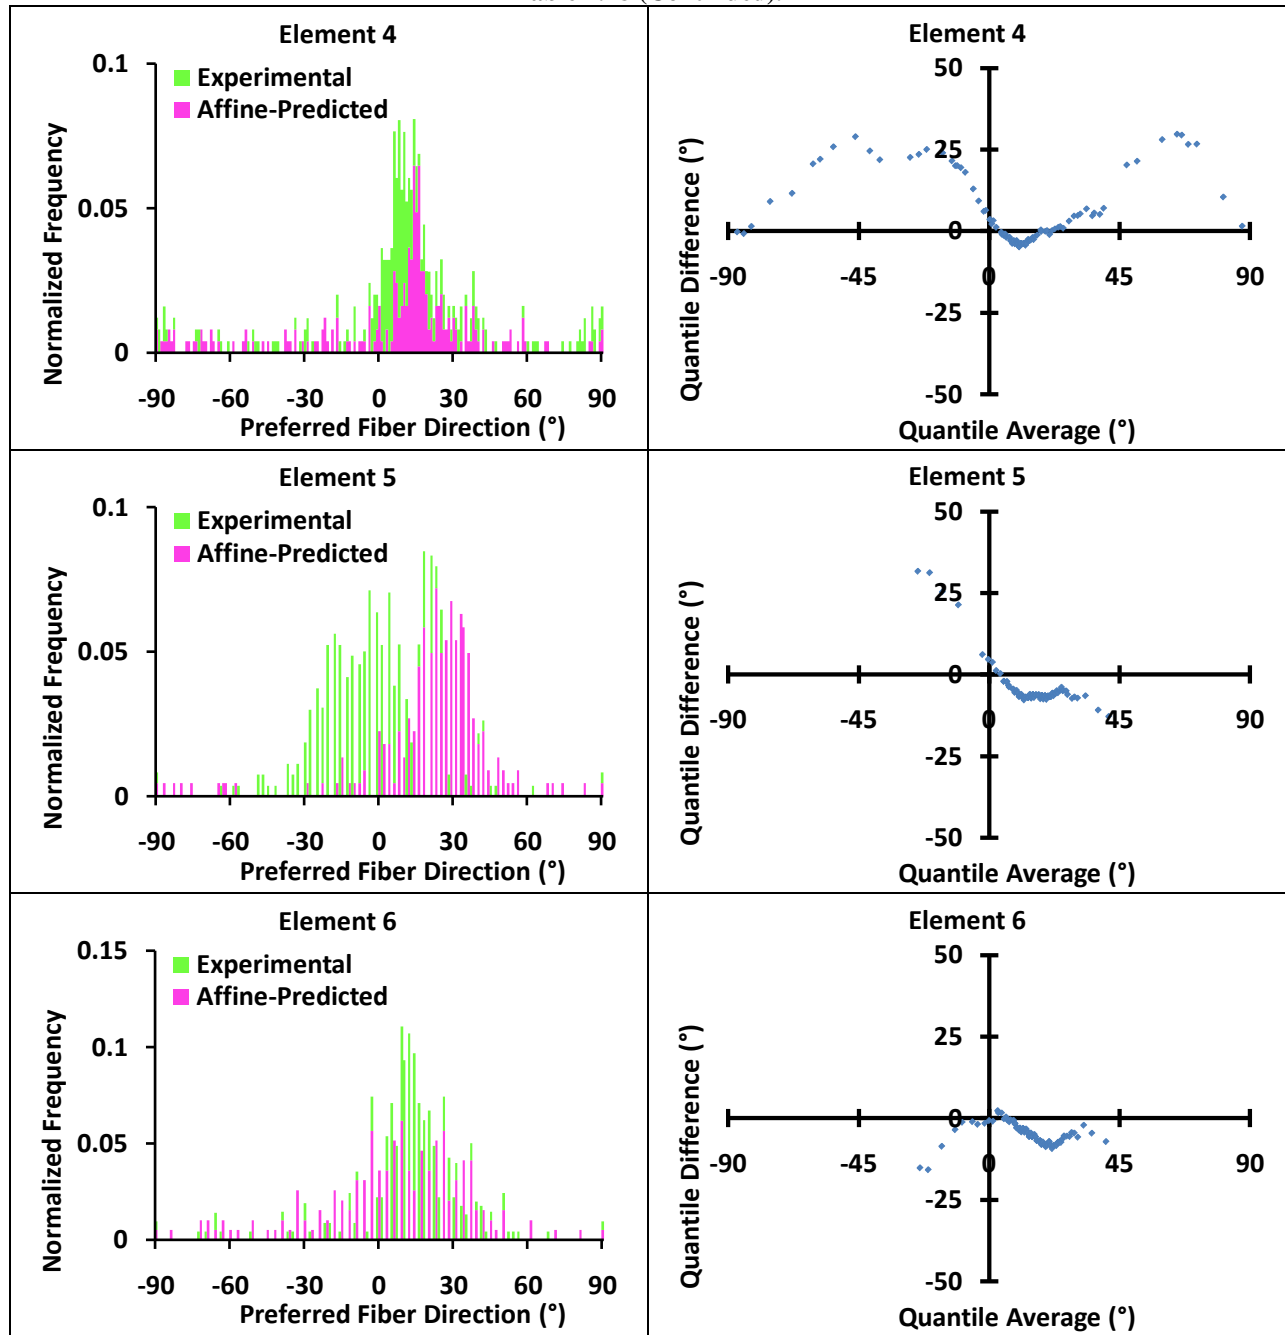 Element 4
0.1
Experimental
Affine-Predicted
0.05
0
Normalized Frequency
-90 -60 -30 0 30 60 90
Preferred Fiber Direction (°)
Element 4
50
25
0
-25
-50
-90 -45 0 45 90
Quantile Difference (°)
Quantile Average (°)
Element 5
0.1
Experimental
Affine-Predicted
0.05
0
Normalized Frequency
-90 -60 -30 0 30 60 90
Preferred Fiber Direction (°)
Element 5
50
25
0
-25
-50
-90 -45 0 45 90
Quantile Difference (°)
Quantile Average (°)
Element 6
0.15
Experimental
Affine-Predicted
0.1
0.05
0
Normalized Frequency
-90 -60 -30 0 30 60 90
Preferred Fiber Direction (°)
Element 6
50
25
0
-25
-50
-90 -45 0 45 90
Quantile Difference (°)
Quantile Average (°)